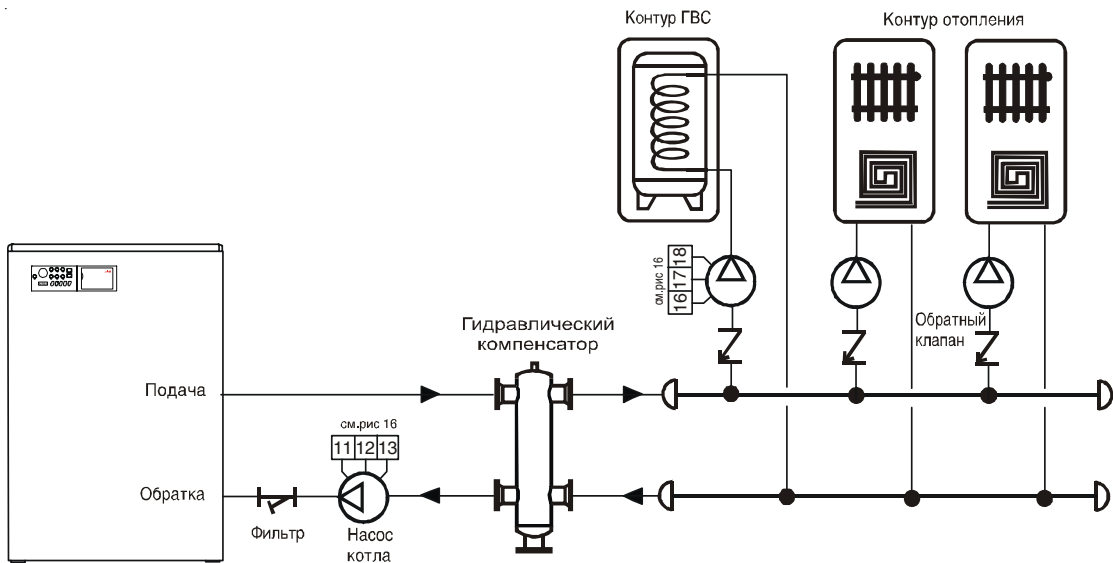 Контур ГВС
Контур отопления
см.рис 16
16 17 18
Обратный
клапан
Гидравлический
компенсатор
Подача
см.рис 16
11 12 13
Обратка
Фильтр
Насос
котла